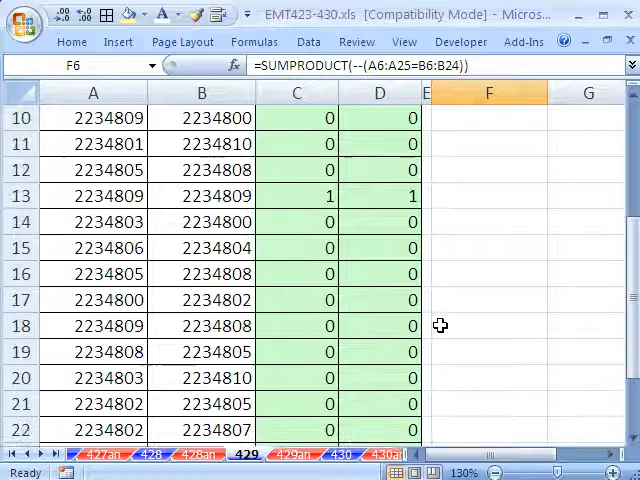 EMT423-430.xls [Compatibility Mode] - Micros...
Home Insert Page Layout Formulas Data Review View Developer Add-Ins
F6 fx =SUMPRODUCT(--(A6:A25=B6:B24))
A B C D E F G
10 2234809 2234800 0 0
11 2234801 2234810 0 0
12 2234805 2234808 0 0
13 2234809 2234809 1 1
14 2234803 2234800 0 0
15 2234806 2234804 0 0
16 2234805 2234808 0 0
17 2234800 2234802 0 0
18 2234809 2234808 0 0
19 2234808 2234805 0 0
20 2234803 2234810 0 0
21 2234802 2234805 0 0
22 2234802 2234807 0 0
427an 428 428an 429 429an 430 430an
Ready 130%